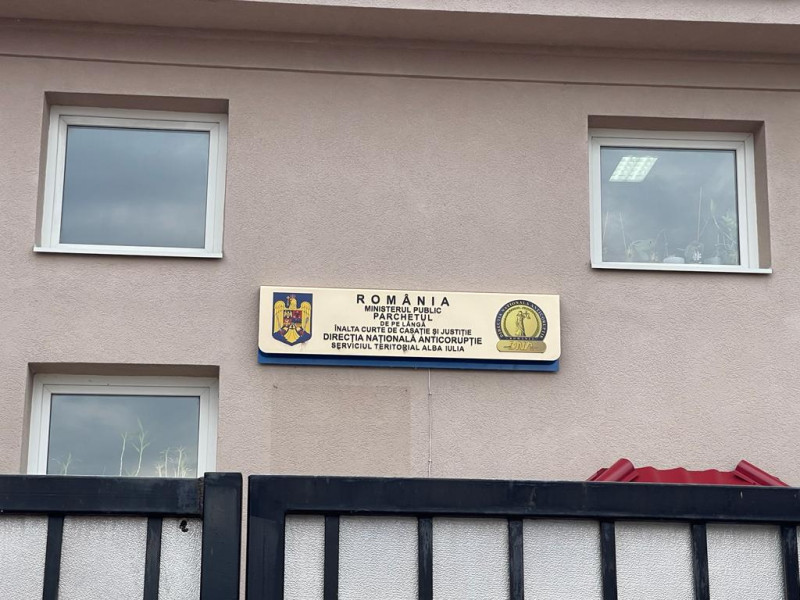 ROMÂNIA
MINISTERUL PUBLIC
PARCHETUL
DE PE LÂNGĂ
ÎNALTA CURTE DE CASAȚIE ȘI JUSTIȚIE
DIRECȚIA NAȚIONALĂ ANTICORUPȚIE
SERVICIUL TERITORIAL ALBA IULIA